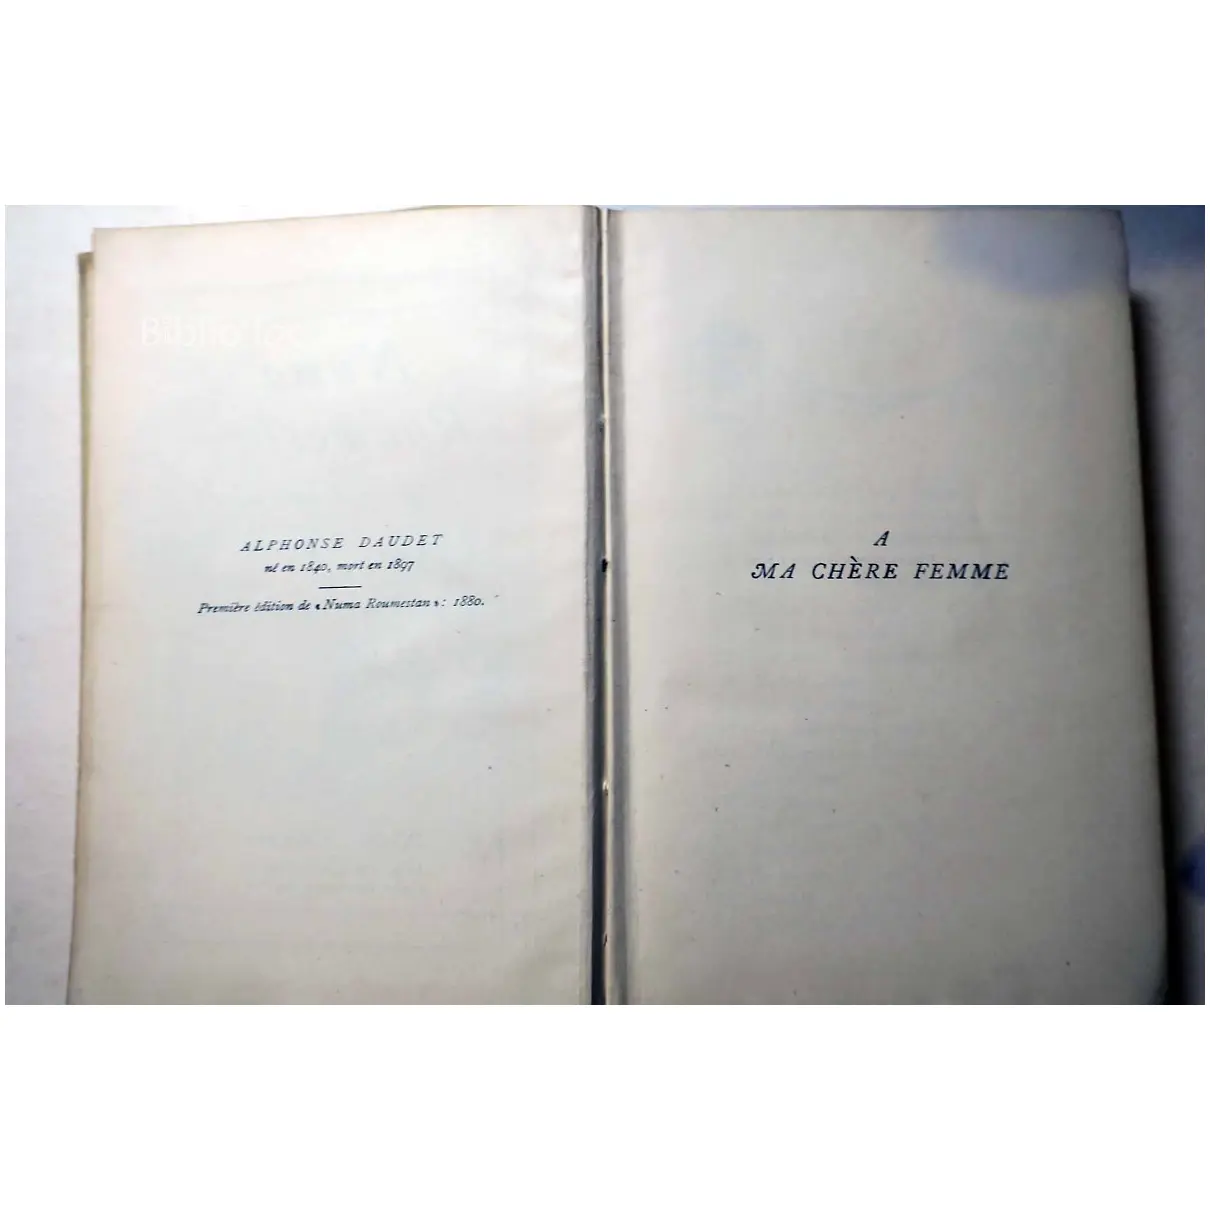 ALPHONSE DAUDET
né en 1840, mort en 1897
Première édition de « Numa Roumestan » : 1880.
A
MA CHÈRE FEMME